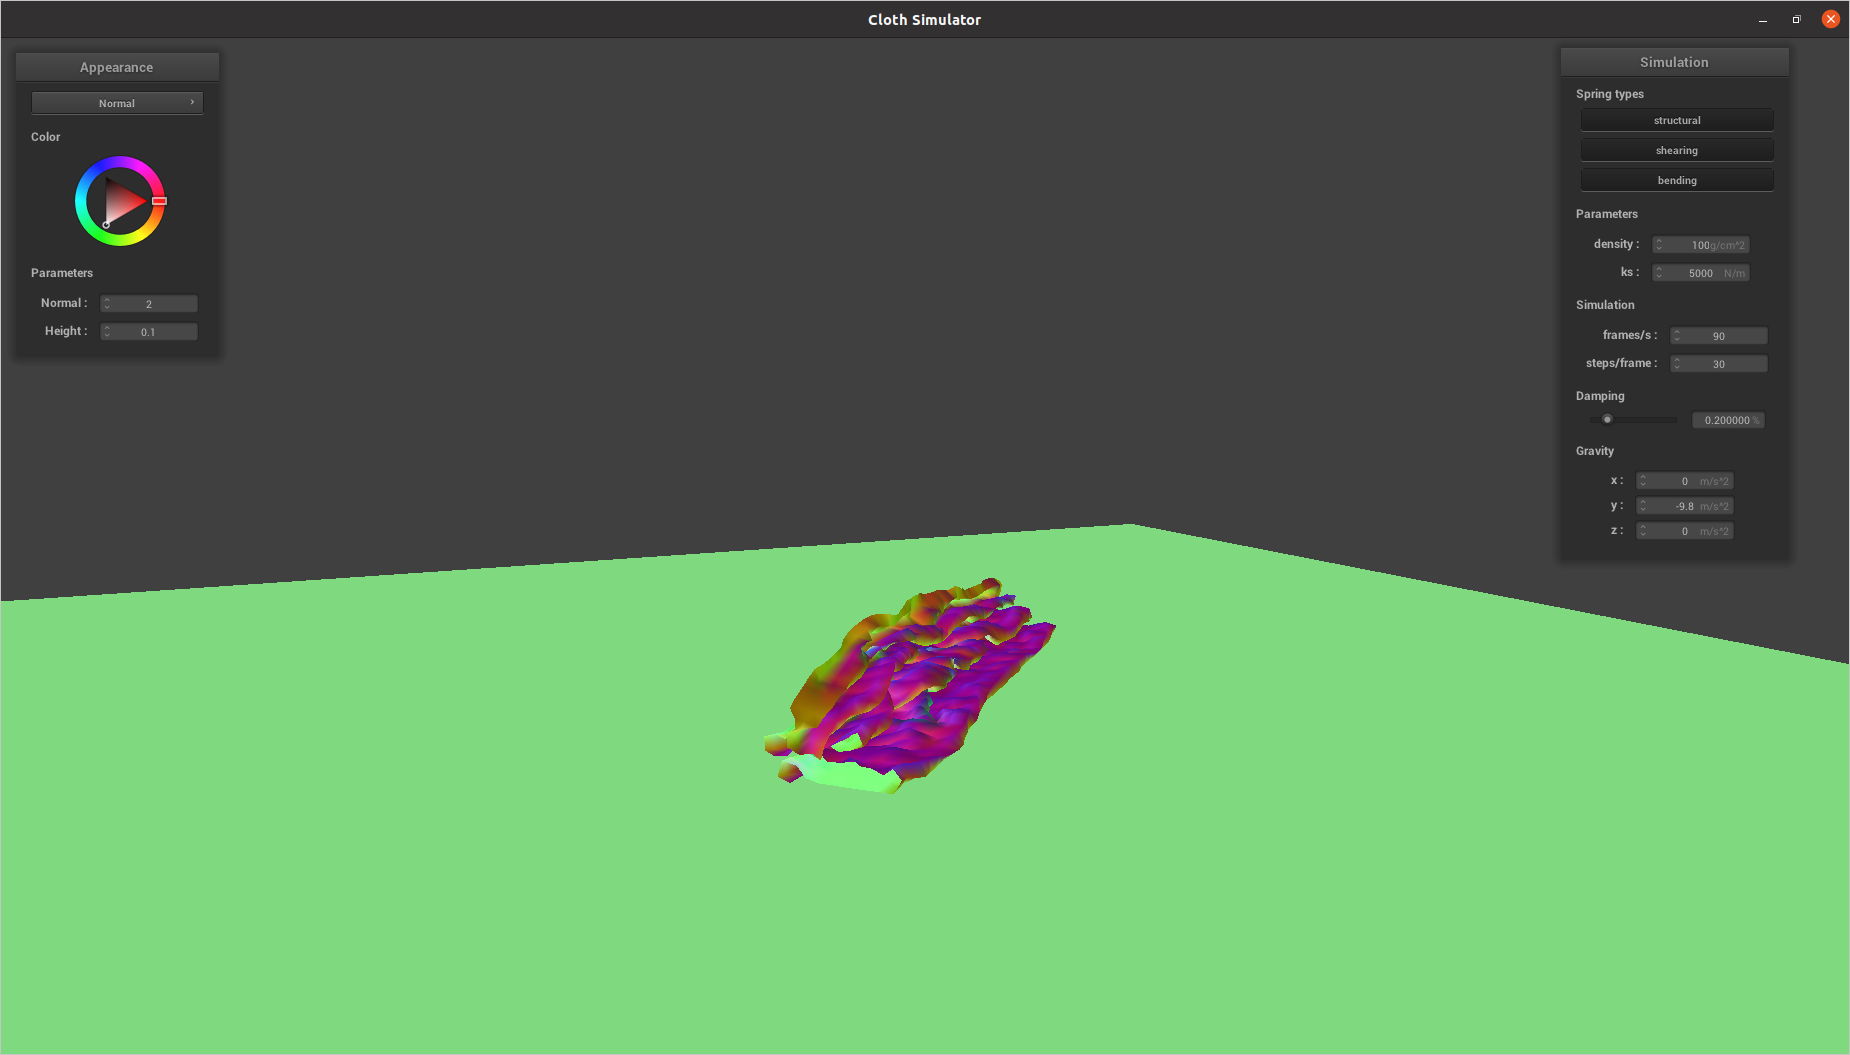 Cloth Simulator
Appearance
Normal
Color
Parameters
Normal : 2
Height : 0.1
Simulation
Spring types
structural
shearing
bending
Parameters
density : 100 g/cm^2
ks : 5000 N/m
Simulation
frames/s : 90
steps/frame : 30
Damping
0.200000 %
Gravity
x : 0 m/s^2
y : -9.8 m/s^2
z : 0 m/s^2